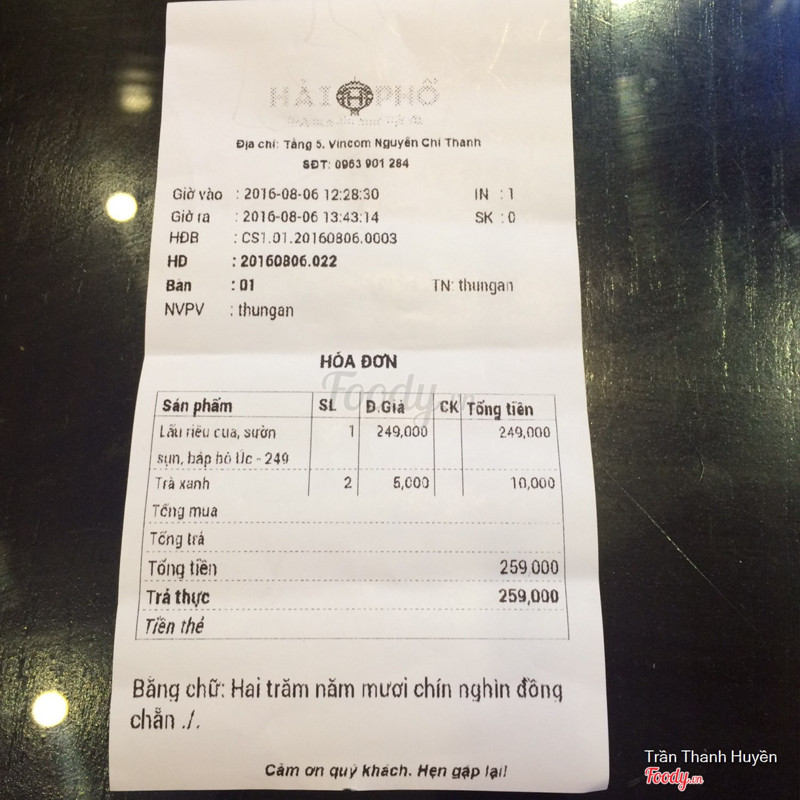 HẢI H PHỐ
Địa chỉ: Tầng 5, Vincom Nguyễn Chí Thanh
SĐT: 0963 901 284
Giờ vào : 2016-08-06 12:28:30 IN : 1
Giờ ra : 2016-08-06 13:43:14 SK : 0
HĐB : CS1.01.20160806.0003
HD : 20160806.022
Bàn : 01 TN: thungan
NVPV : thungan
HÓA ĐƠN
Foody.vn
Sản phẩm SL Đ.Giá CK Tổng tiền
Lẩu riêu cua, sườn 1 249,000 249,000
sụn, bắp bò Úc - 249
Trà xanh 2 5,000 10,000
Tổng mua
Tổng trả
Tổng tiền 259,000
Trả thực 259,000
Tiền thẻ
Bằng chữ: Hai trăm năm mươi chín nghìn đồng
chẵn ./.
Cảm ơn quý khách. Hẹn gặp lại!
Trần Thanh Huyền
Foody.vn